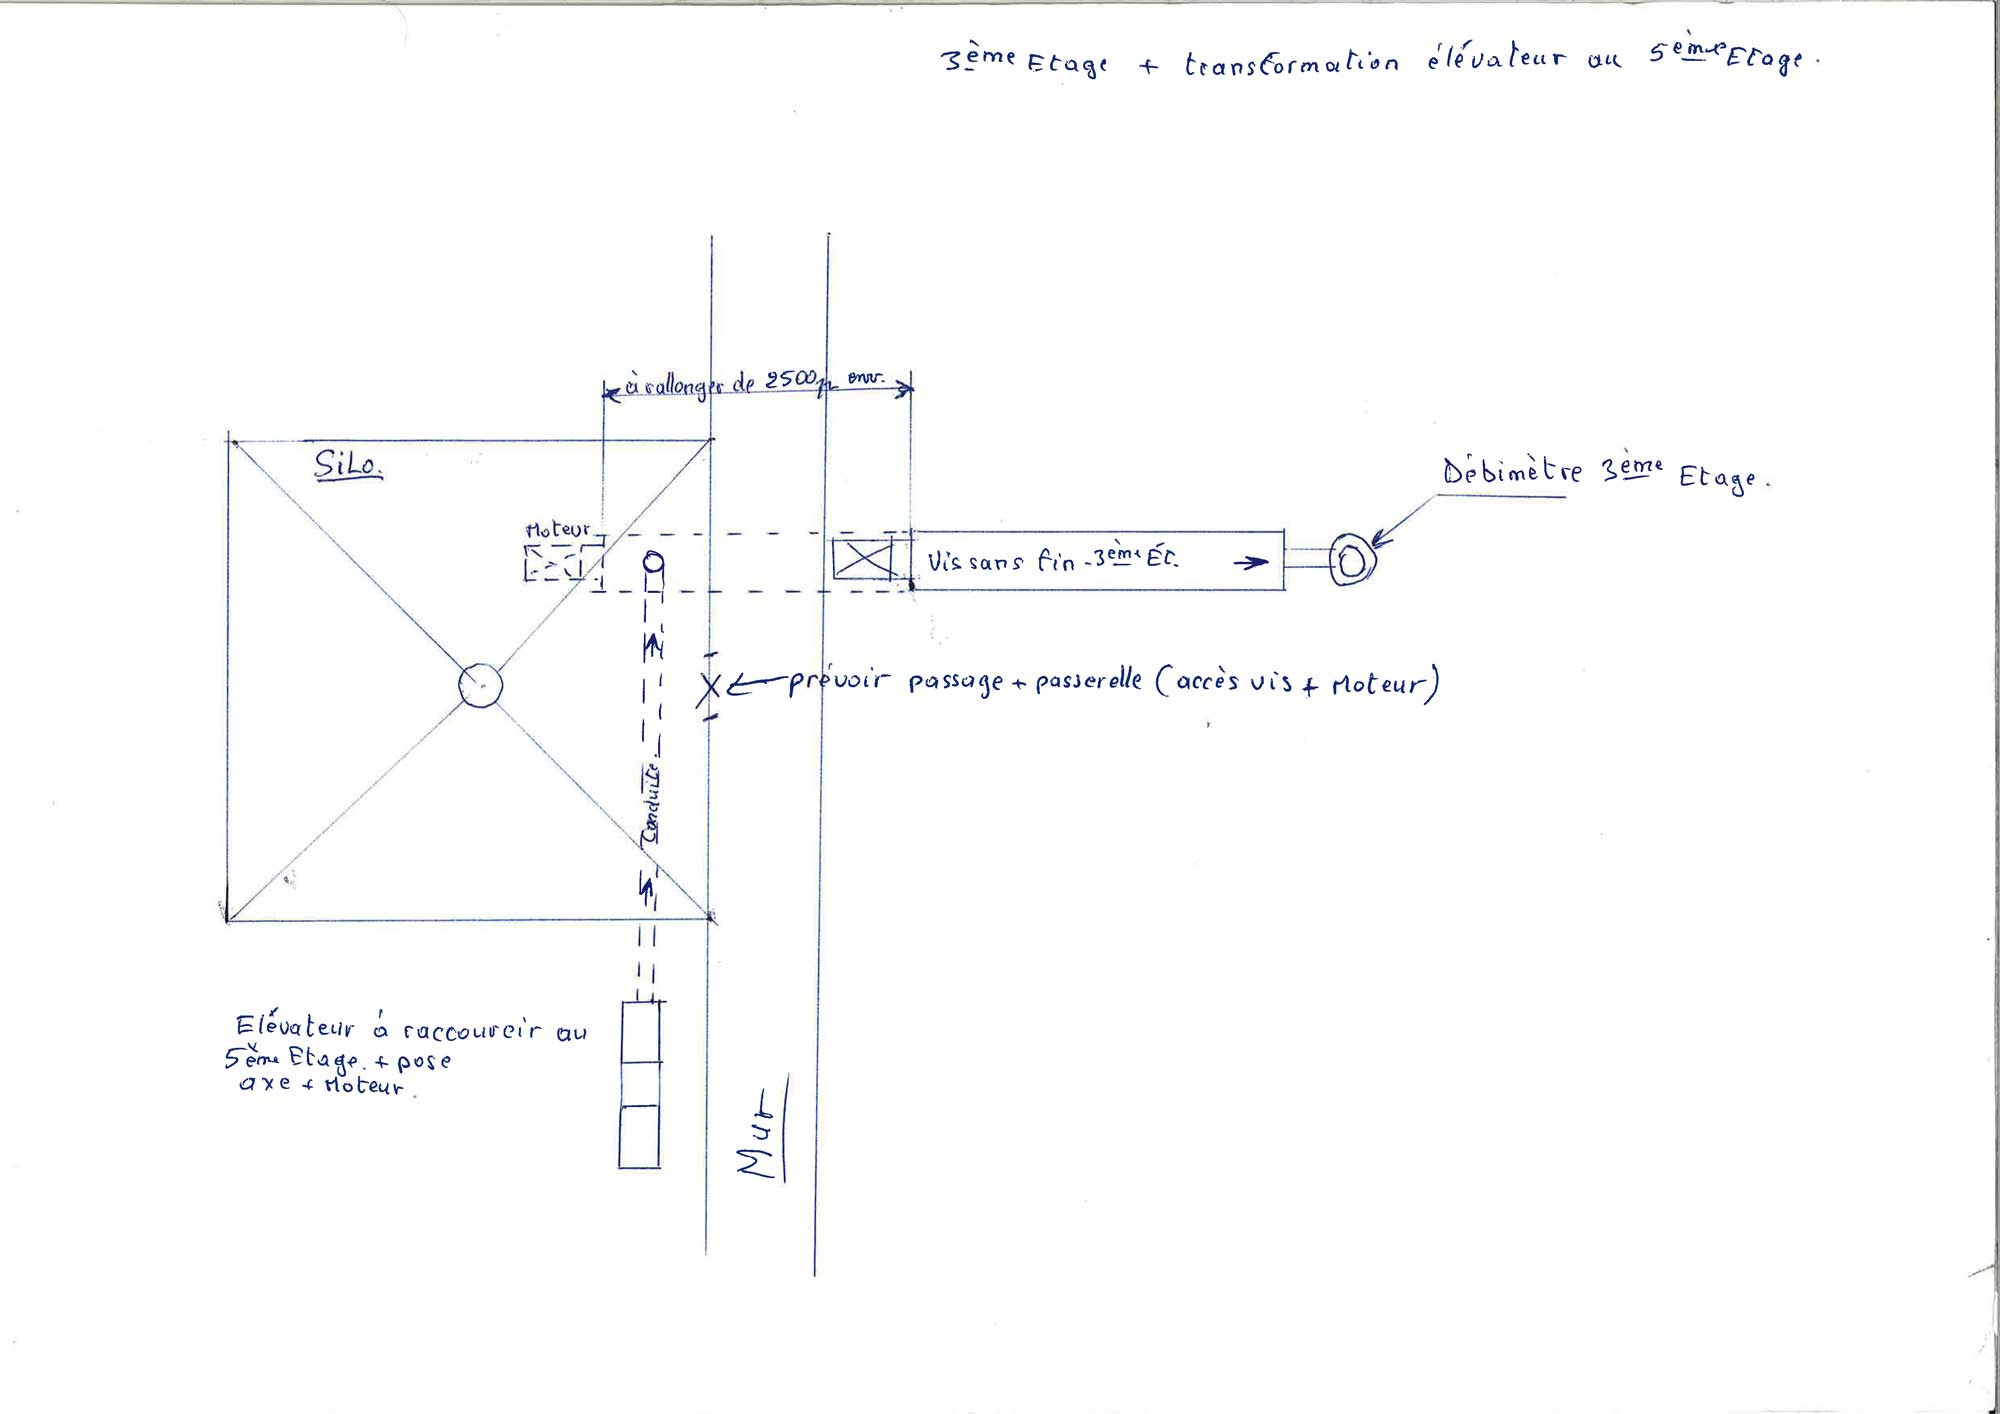 3ème Etage + transformation élévateur au 5ème Etage.
à rallonger de 2500 env.
SiLo.
Débimètre 3ème Etage.
Moteur
Vis sans fin - 3ème Ét.
prévoir passage + passerelle (accès vis + Moteur)
Conduite
Elévateur à raccourcir au
5ème Etage. + pose
axe + Moteur.
Mur